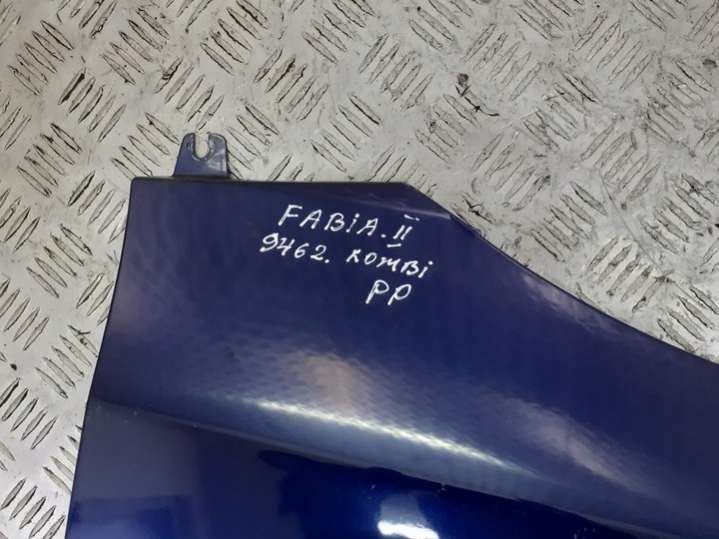 FABiA. II
9462. KOMBi
PP